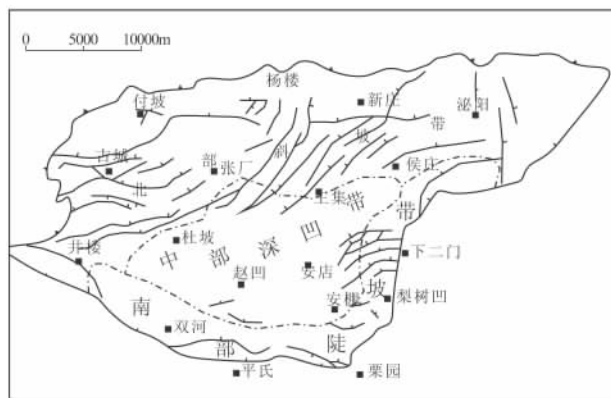 0 5000 10000m
杨楼
付坡
新庄
泌阳
古城
张厂
侯庄
王集
北部斜坡带
杜坡
井楼
中部深凹带
下二门
赵凹
安店
安棚
梨树凹
双河
南部陡坡带
平氏
栗园